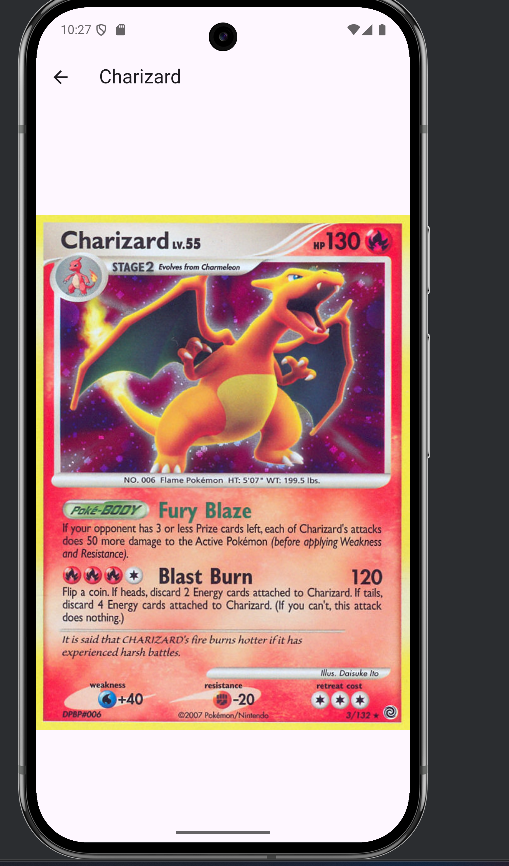 10:27
Charizard
Charizard LV.55
HP 130
STAGE2 Evolves from Charmeleon
NO. 006 Flame Pokémon HT: 5'07" WT: 199.5 lbs.
Poké-BODY Fury Blaze
If your opponent has 3 or less Prize cards left, each of Charizard's attacks
does 50 more damage to the Active Pokémon (before applying Weakness
and Resistance).
Blast Burn 120
Flip a coin. If heads, discard 2 Energy cards attached to Charizard. If tails,
discard 4 Energy cards attached to Charizard. (If you can't, this attack
does nothing.)
It is said that CHARIZARD's fire burns hotter if it has
experienced harsh battles.
Illus. Daisuke Ito
weakness resistance retreat cost
+40 -20
DPBP#006 ©2007 Pokémon/Nintendo 3/132